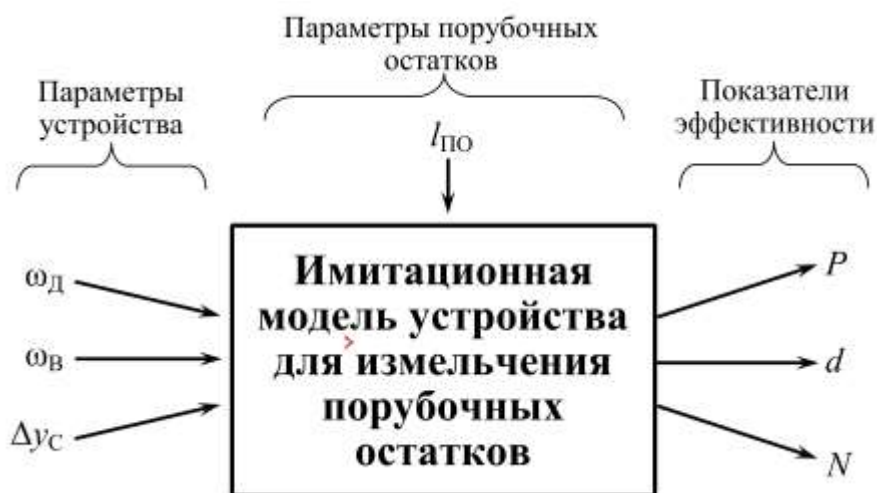 Параметры порубочных
остатков
Параметры
устройства
Показатели
эффективности
lПО
ωД
ωВ
ΔyС
Имитационная
модель устройства
для измельчения
порубочных
остатков
P
d
N